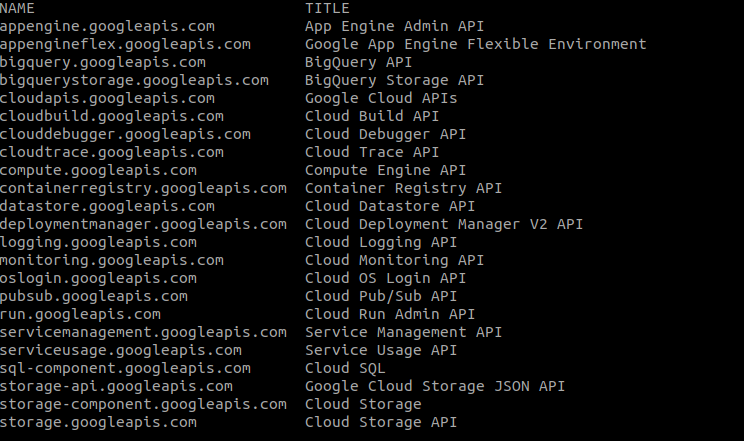 NAME TITLE
appengine.googleapis.com App Engine Admin API
appengineflex.googleapis.com Google App Engine Flexible Environment
bigquery.googleapis.com BigQuery API
bigquerystorage.googleapis.com BigQuery Storage API
cloudapis.googleapis.com Google Cloud APIs
cloudbuild.googleapis.com Cloud Build API
clouddebugger.googleapis.com Cloud Debugger API
cloudtrace.googleapis.com Cloud Trace API
compute.googleapis.com Compute Engine API
containerregistry.googleapis.com Container Registry API
datastore.googleapis.com Cloud Datastore API
deploymentmanager.googleapis.com Cloud Deployment Manager V2 API
logging.googleapis.com Cloud Logging API
monitoring.googleapis.com Cloud Monitoring API
oslogin.googleapis.com Cloud OS Login API
pubsub.googleapis.com Cloud Pub/Sub API
run.googleapis.com Cloud Run Admin API
servicemanagement.googleapis.com Service Management API
serviceusage.googleapis.com Service Usage API
sql-component.googleapis.com Cloud SQL
storage-api.googleapis.com Google Cloud Storage JSON API
storage-component.googleapis.com Cloud Storage
storage.googleapis.com Cloud Storage API